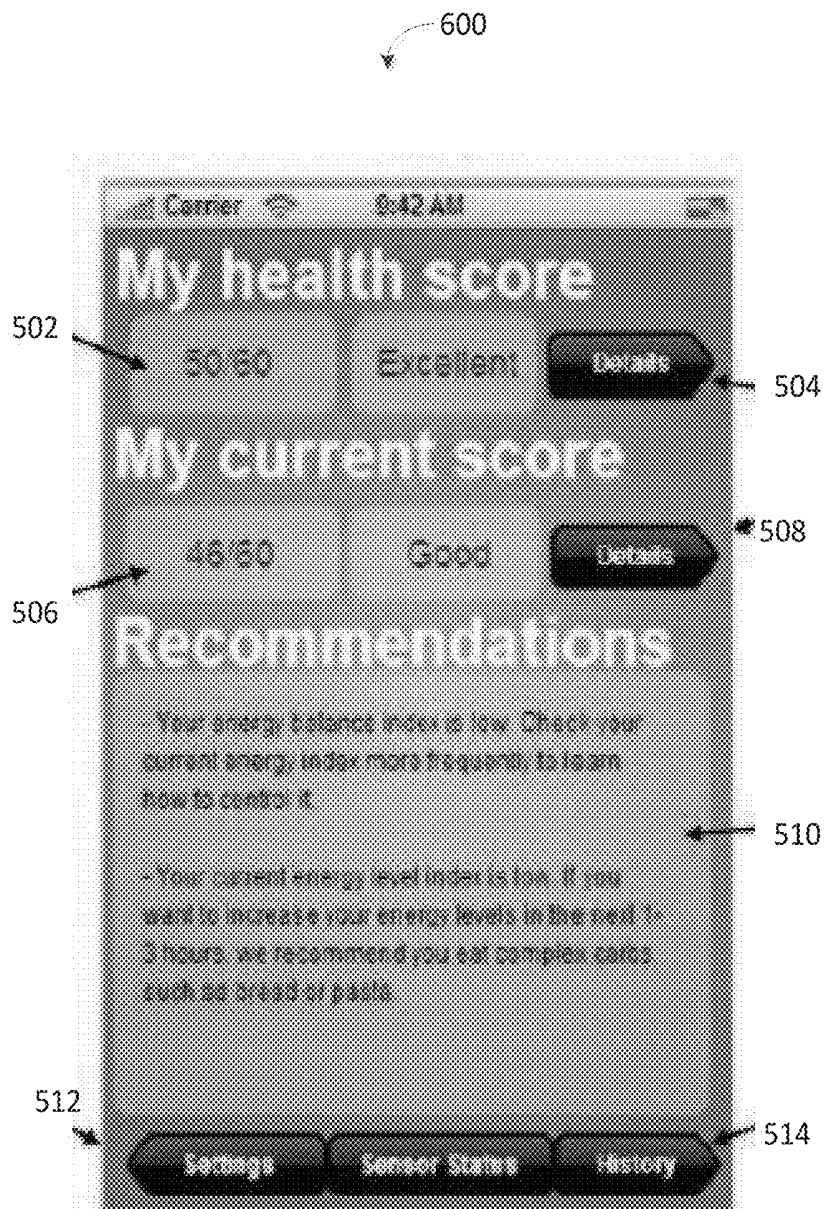 600
Carrier 9:42 AM
My health score
502
50/60 Excellent Details
504
My current score
508
46/60 Good Details
506
Recommendations
- Your energy balance index is low. Check your
current energy index more frequently to learn
how to control it.
510
- Your current energy level index is low. If you
want to increase your energy levels in the next 1-
3 hours, we recommend you eat complex carbs
such as bread or pasta.
512
514
Settings Sensor States History